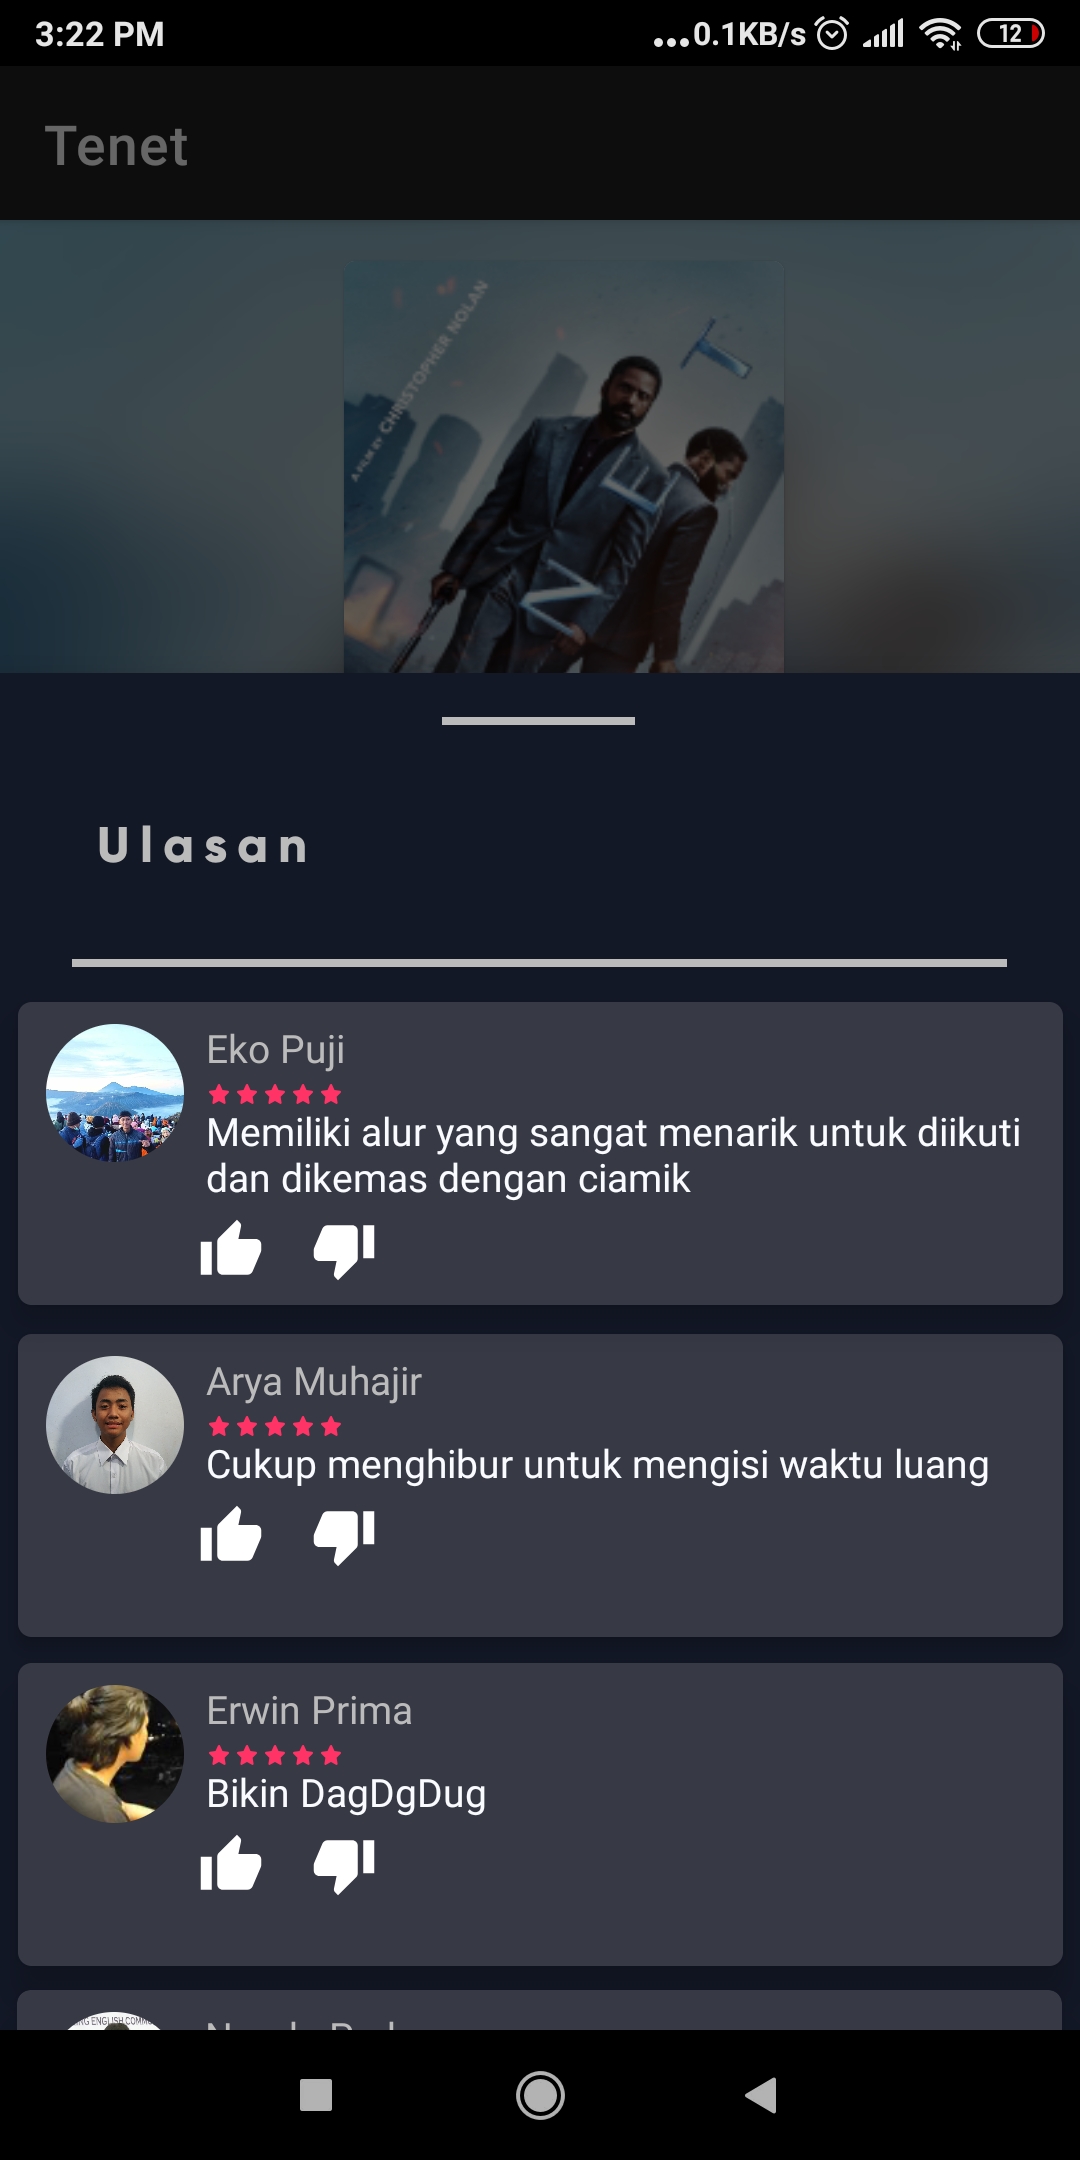 3:22 PM
...0.1KB/s
12
Tenet
A FILM BY CHRISTOPHER NOLAN
T
E
N
Ulasan
Eko Puji
Memiliki alur yang sangat menarik untuk diikuti
dan dikemas dengan ciamik
Arya Muhajir
Cukup menghibur untuk mengisi waktu luang
Erwin Prima
Bikin DagDgDug
ENGLISH